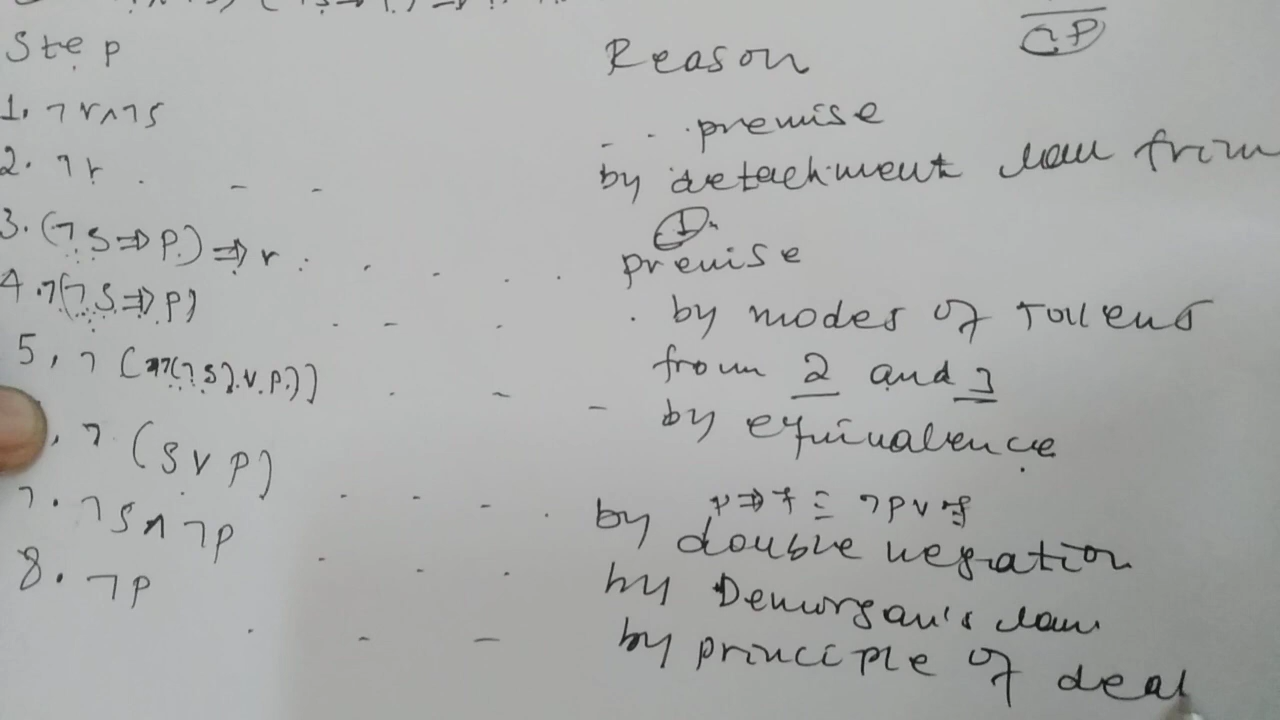 Step Reason CP
1. ¬r∧¬s . . . premise
2. ¬r . - - by detachment law from
①.
3. (¬s⇒p)⇒r . . . . premise
4. ¬(¬s⇒p) . - . . by modes of Tollens
from 2 and 3
5, ¬(¬(¬s)∨p) . - - by equivalence
p⇒q ≡ ¬p∨q
, ¬(s∨p) . . . . by double negation
7. ¬s∧¬p . . . by Demorgan's law
8. ¬p . - - by principle of deal